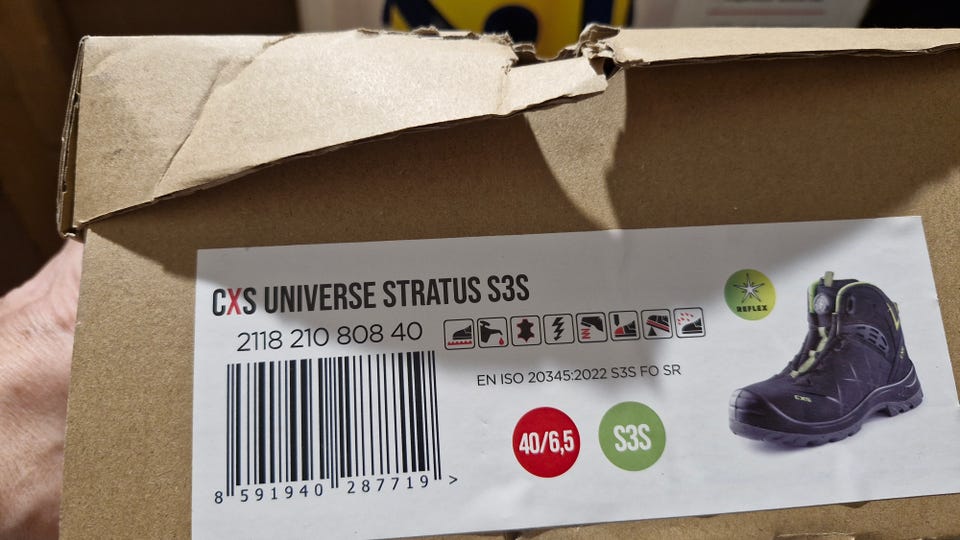 CXS UNIVERSE STRATUS S3S
2118 210 808 40
EN ISO 20345:2022 S3S FO SR
REFLEX
40/6,5
S3S
CXS
8 591940 287719 >